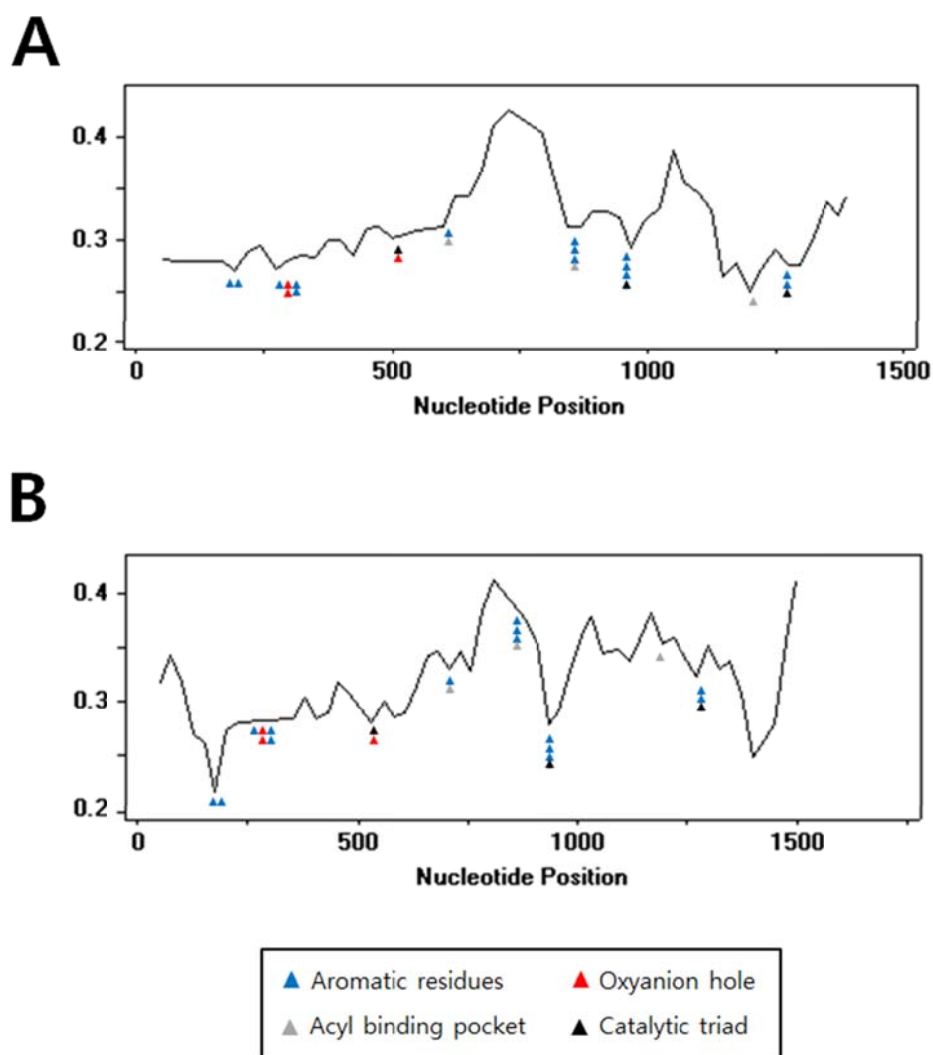 A
0.4
0.3
0.2
0 500 1000 1500
Nucleotide Position
B
0.4
0.3
0.2
0 500 1000 1500
Nucleotide Position
Aromatic residues Oxyanion hole
Acyl binding pocket Catalytic triad